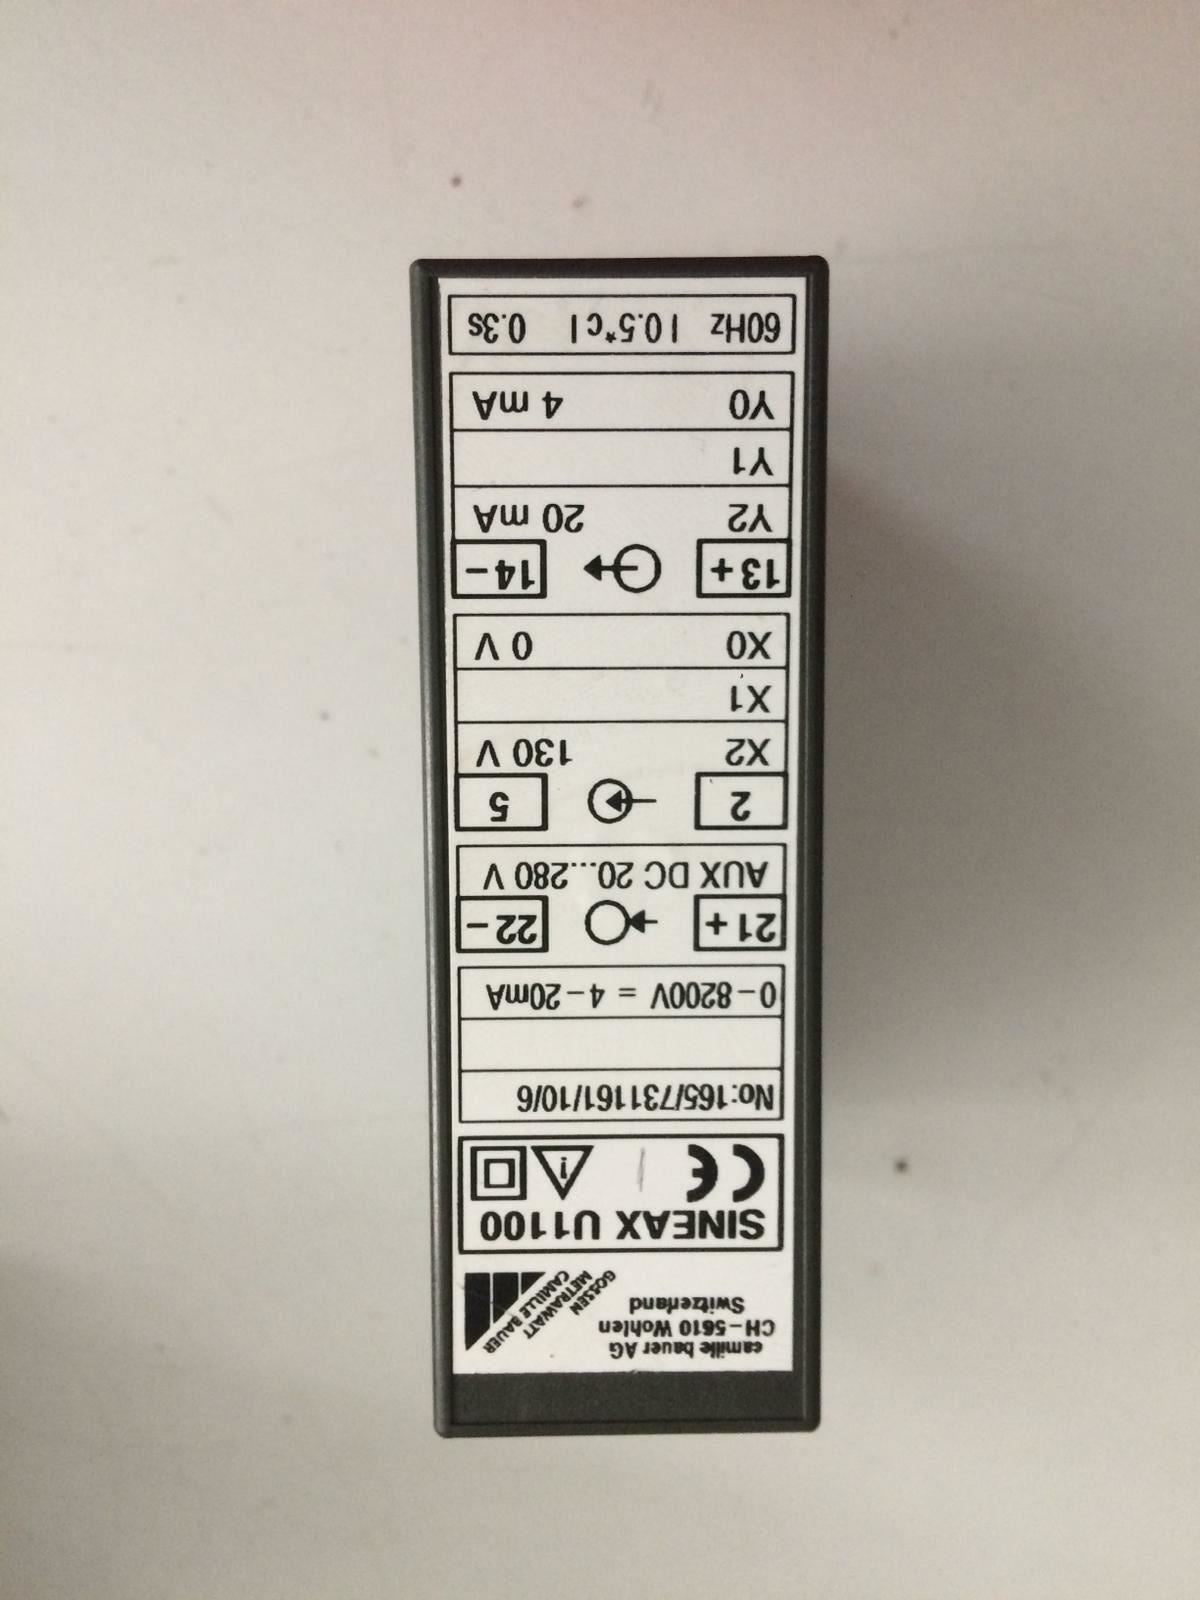 camille bauer AG
CH-5610 Wohlen
Switzerland
GOSSEN
METRAWATT
CAMILLE BAUER
SINEAX U1100
CE i
No:165/731161/10/6
0-8200V = 4-20mA
21+ 22-
AUX DC 20...280 V
2 5
X2 130 V
X1
X0 0 V
13+ 14-
Y2 20 mA
Y1
Y0 4 mA
60Hz |0.5*c| 0.3s